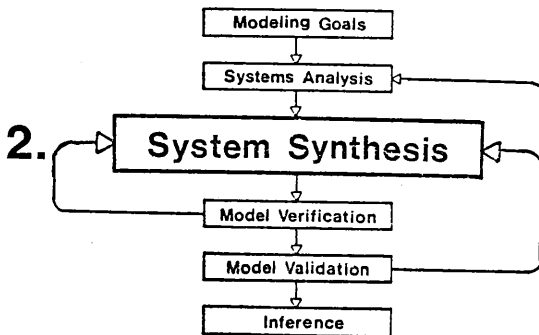 Modeling Goals
Systems Analysis
2. System Synthesis
Model Verification
Model Validation
Inference